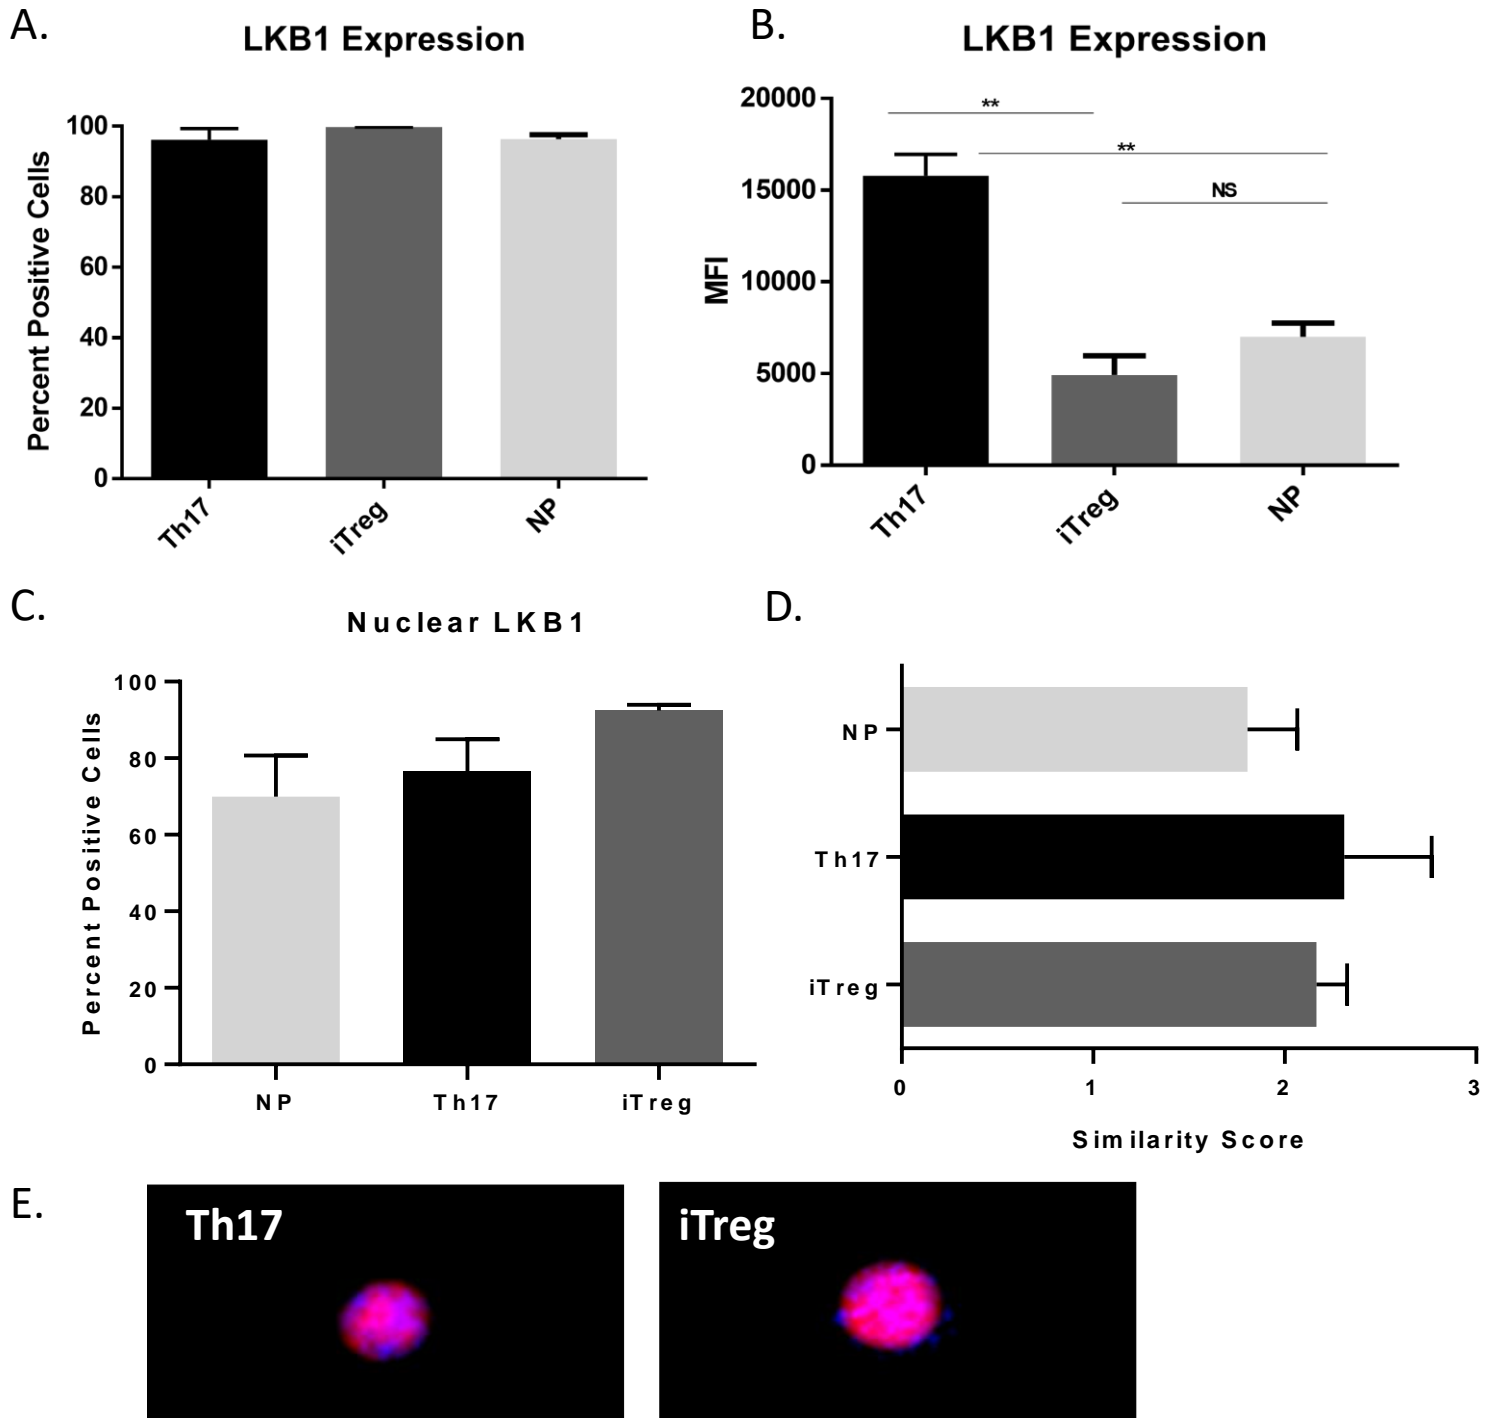 A.
LKB1 Expression
Percent Positive Cells
100
80
60
40
20
0
Th17
iTreg
NP
B.
LKB1 Expression
MFI
20000
15000
10000
5000
0
**
**
NS
Th17
iTreg
NP
C.
Nuclear LKB1
Percent Positive Cells
100
80
60
40
20
0
NP
Th17
iTreg
D.
NP
Th17
iTreg
0
1
2
3
Similarity Score
E.
Th17
iTreg